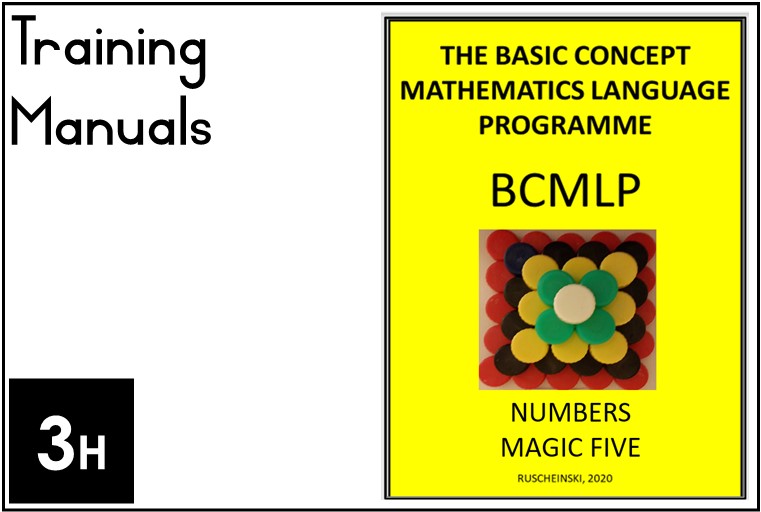 Training
Manuals
3H
THE BASIC CONCEPT
MATHEMATICS LANGUAGE
PROGRAMME
BCMLP
NUMBERS
MAGIC FIVE
RUSCHEINSKI, 2020